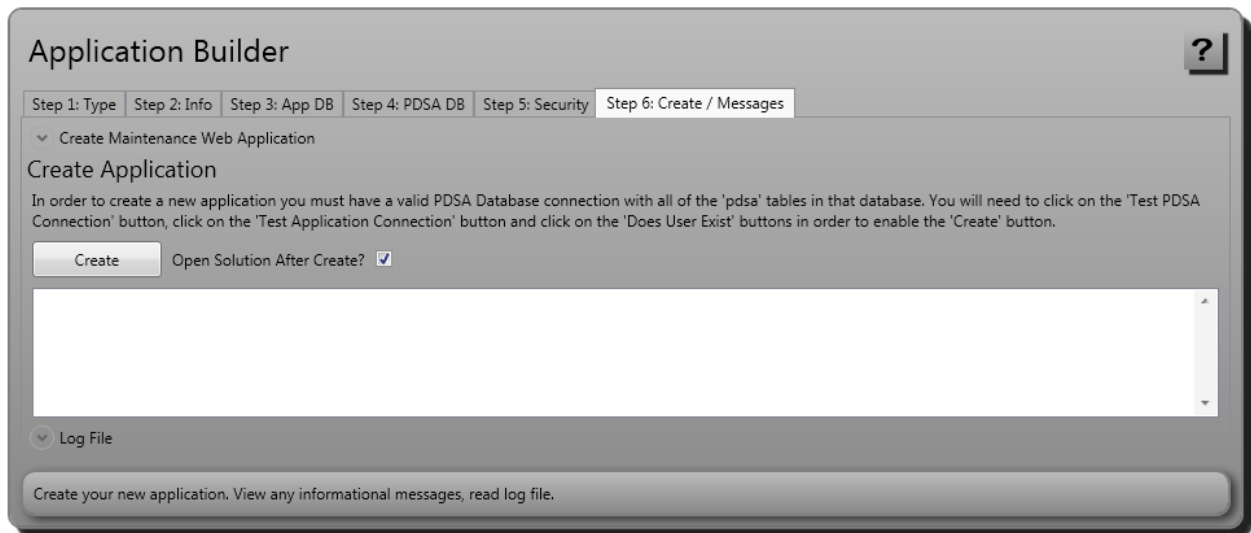 Application Builder
?
Step 1: Type
Step 2: Info
Step 3: App DB
Step 4: PDSA DB
Step 5: Security
Step 6: Create / Messages
Create Maintenance Web Application
Create Application
In order to create a new application you must have a valid PDSA Database connection with all of the 'pdsa' tables in that database. You will need to click on the 'Test PDSA
Connection' button, click on the 'Test Application Connection' button and click on the 'Does User Exist' buttons in order to enable the 'Create' button.
Create
Open Solution After Create?
Log File
Create your new application. View any informational messages, read log file.